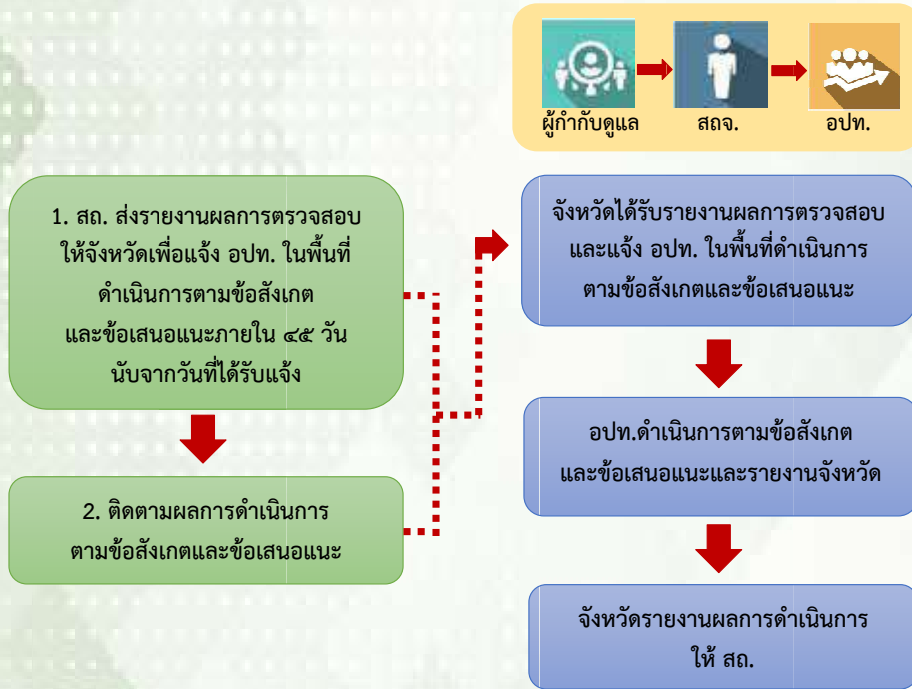 ผู้กำกับดูแล
สถจ.
อปท.
1. สถ. ส่งรายงานผลการตรวจสอบ
ให้จังหวัดเพื่อแจ้ง อปท. ในพื้นที่
ดำเนินการตามข้อสังเกต
และข้อเสนอแนะภายใน ๔๕ วัน
นับจากวันที่ได้รับแจ้ง
2. ติดตามผลการดำเนินการ
ตามข้อสังเกตและข้อเสนอแนะ
จังหวัดได้รับรายงานผลการตรวจสอบ
และแจ้ง อปท. ในพื้นที่ดำเนินการ
ตามข้อสังเกตและข้อเสนอแนะ
อปท.ดำเนินการตามข้อสังเกต
และข้อเสนอแนะและรายงานจังหวัด
จังหวัดรายงานผลการดำเนินการ
ให้ สถ.